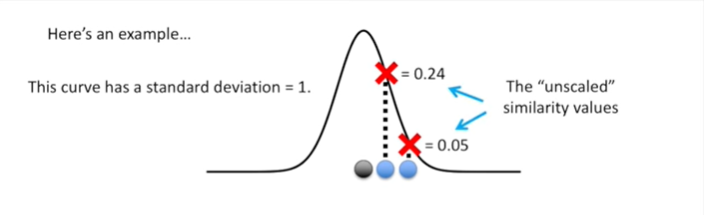 Here's an example...
This curve has a standard deviation = 1.
= 0.24
= 0.05
The “unscaled”
similarity values